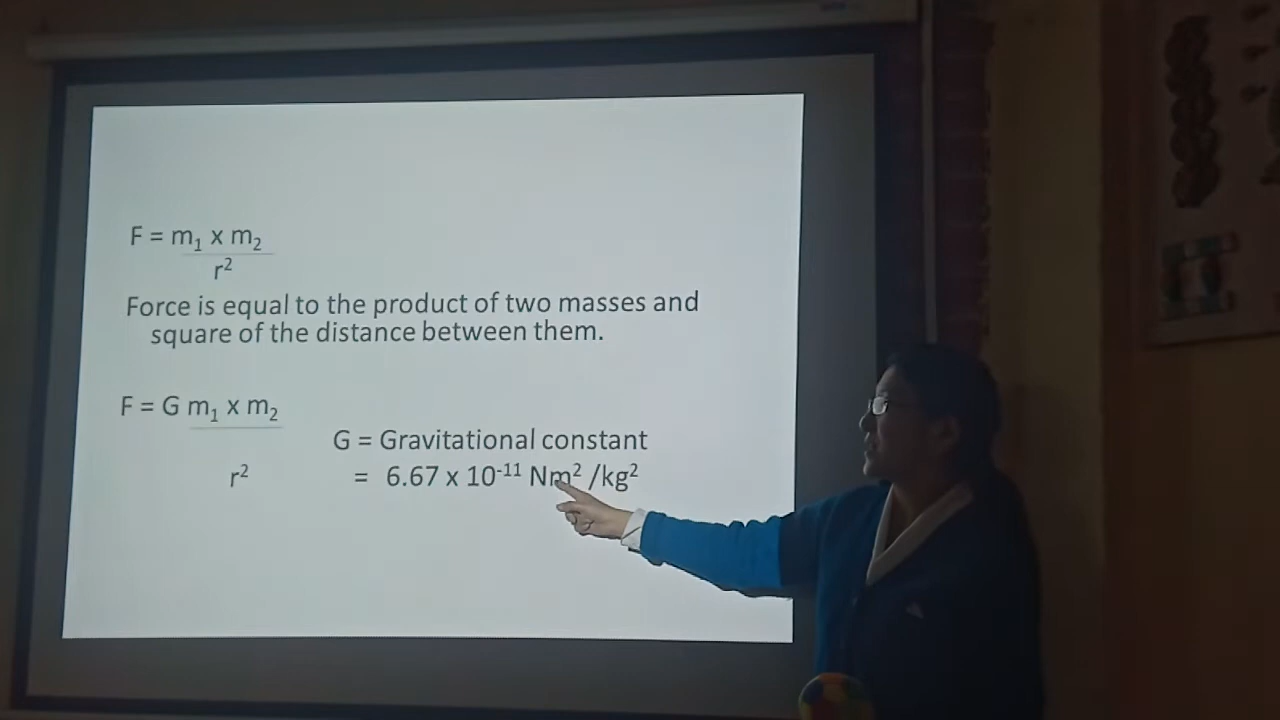 F = m₁ x m₂
r²
Force is equal to the product of two masses and
square of the distance between them.
F = G m₁ x m₂
G = Gravitational constant
r² = 6.67 x 10⁻¹¹ Nm² /kg²